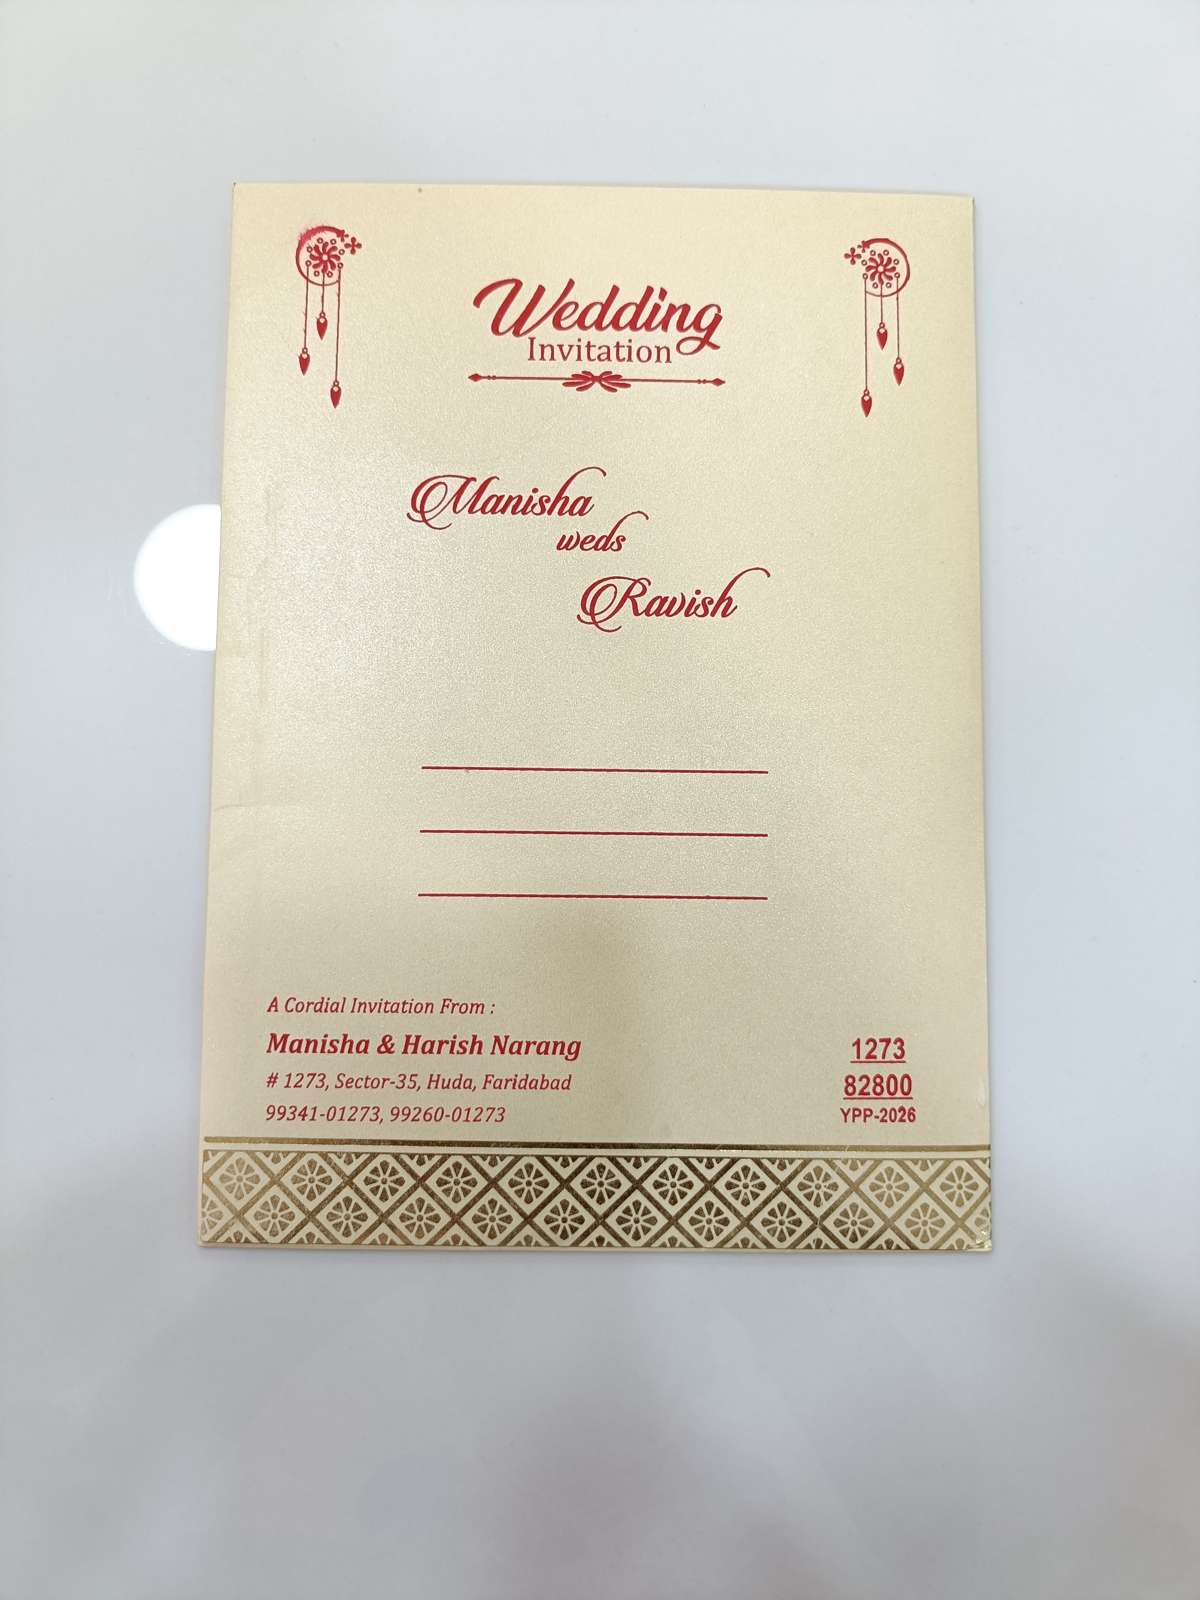 Wedding
Invitation
Manisha
weds
Ravish
A Cordial Invitation From :
Manisha & Harish Narang
# 1273, Sector-35, Huda, Faridabad
99341-01273, 99260-01273
1273
82800
YPP-2026